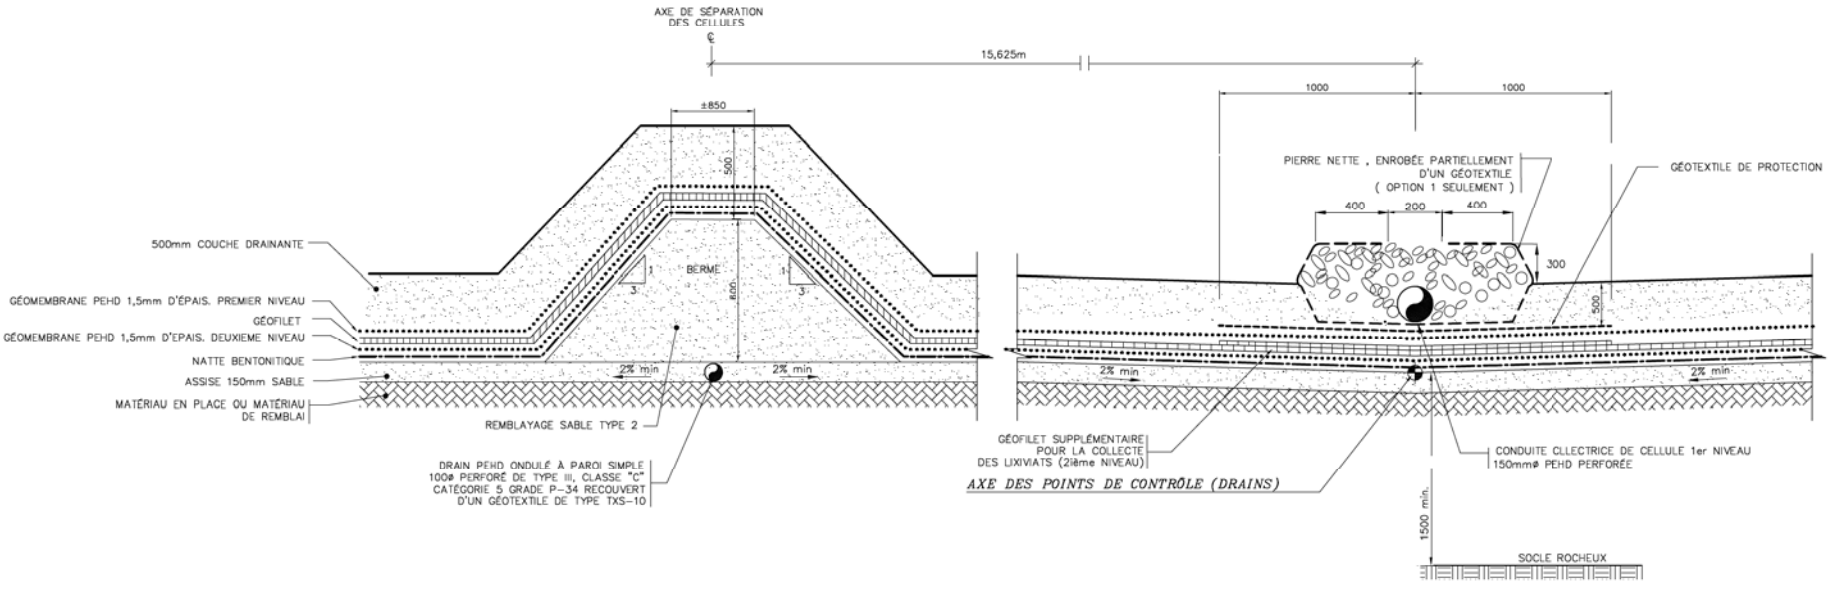 AXE DE SÉPARATION
DES CELLULES
℄
15,625m
±850
500
BERME
600
1
3
1
3
500mm COUCHE DRAINANTE
GÉOMEMBRANE PEHD 1,5mm D'ÉPAIS. PREMIER NIVEAU
GÉOFILET
GÉOMEMBRANE PEHD 1,5mm D'EPAIS. DEUXIEME NIVEAU
NATTE BENTONITIQUE
ASSISE 150mm SABLE
MATÉRIAU EN PLACE OU MATÉRIAU
DE REMBLAI
2% min
2% min
REMBLAYAGE SABLE TYPE 2
DRAIN PEHD ONDULÉ À PAROI SIMPLE
100ø PERFORÉ DE TYPE III, CLASSE "C"
CATÉGORIE 5 GRADE P-34 RECOUVERT
D'UN GÉOTEXTILE DE TYPE TXS-10
1000
1000
PIERRE NETTE , ENROBÉE PARTIELLEMENT
D'UN GÉOTEXTILE
( OPTION 1 SEULEMENT )
GÉOTEXTILE DE PROTECTION
400
200
400
300
500
2% min
2% min
GÉOFILET SUPPLÉMENTAIRE
POUR LA COLLECTE
DES LIXIVIATS (2ième NIVEAU)
AXE DES POINTS DE CONTRÔLE (DRAINS)
CONDUITE CLLECTRICE DE CELLULE 1er NIVEAU
150mmø PEHD PERFORÉE
1500 min.
SOCLE ROCHEUX